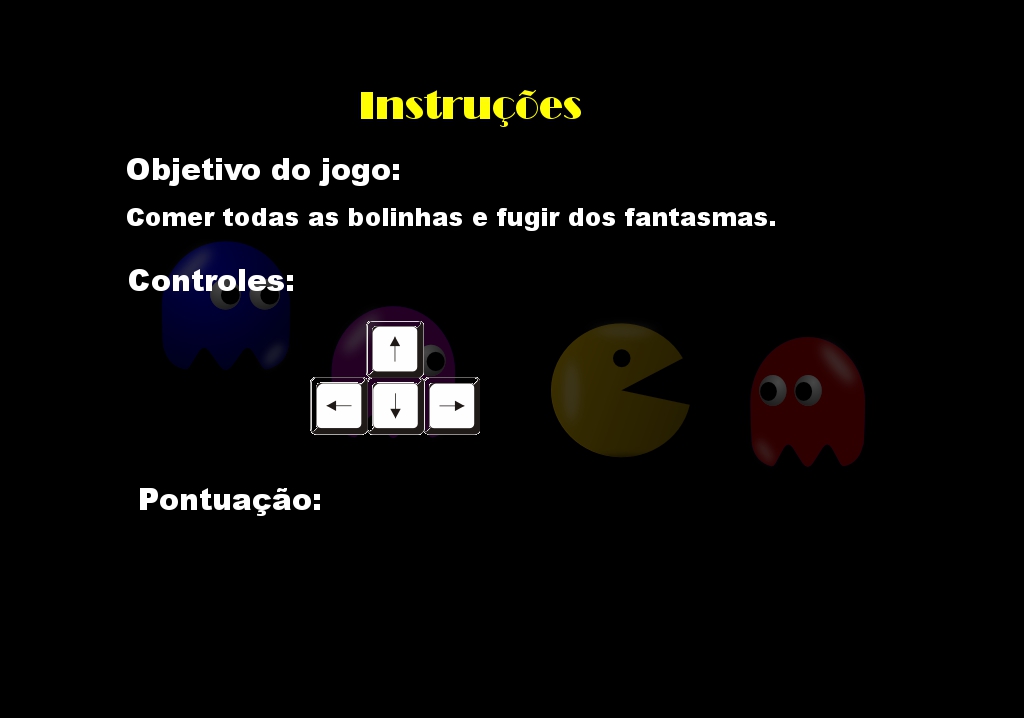 Instruções
Objetivo do jogo:
Comer todas as bolinhas e fugir dos fantasmas.
Controles:
↑
← ↓ →
Pontuação: